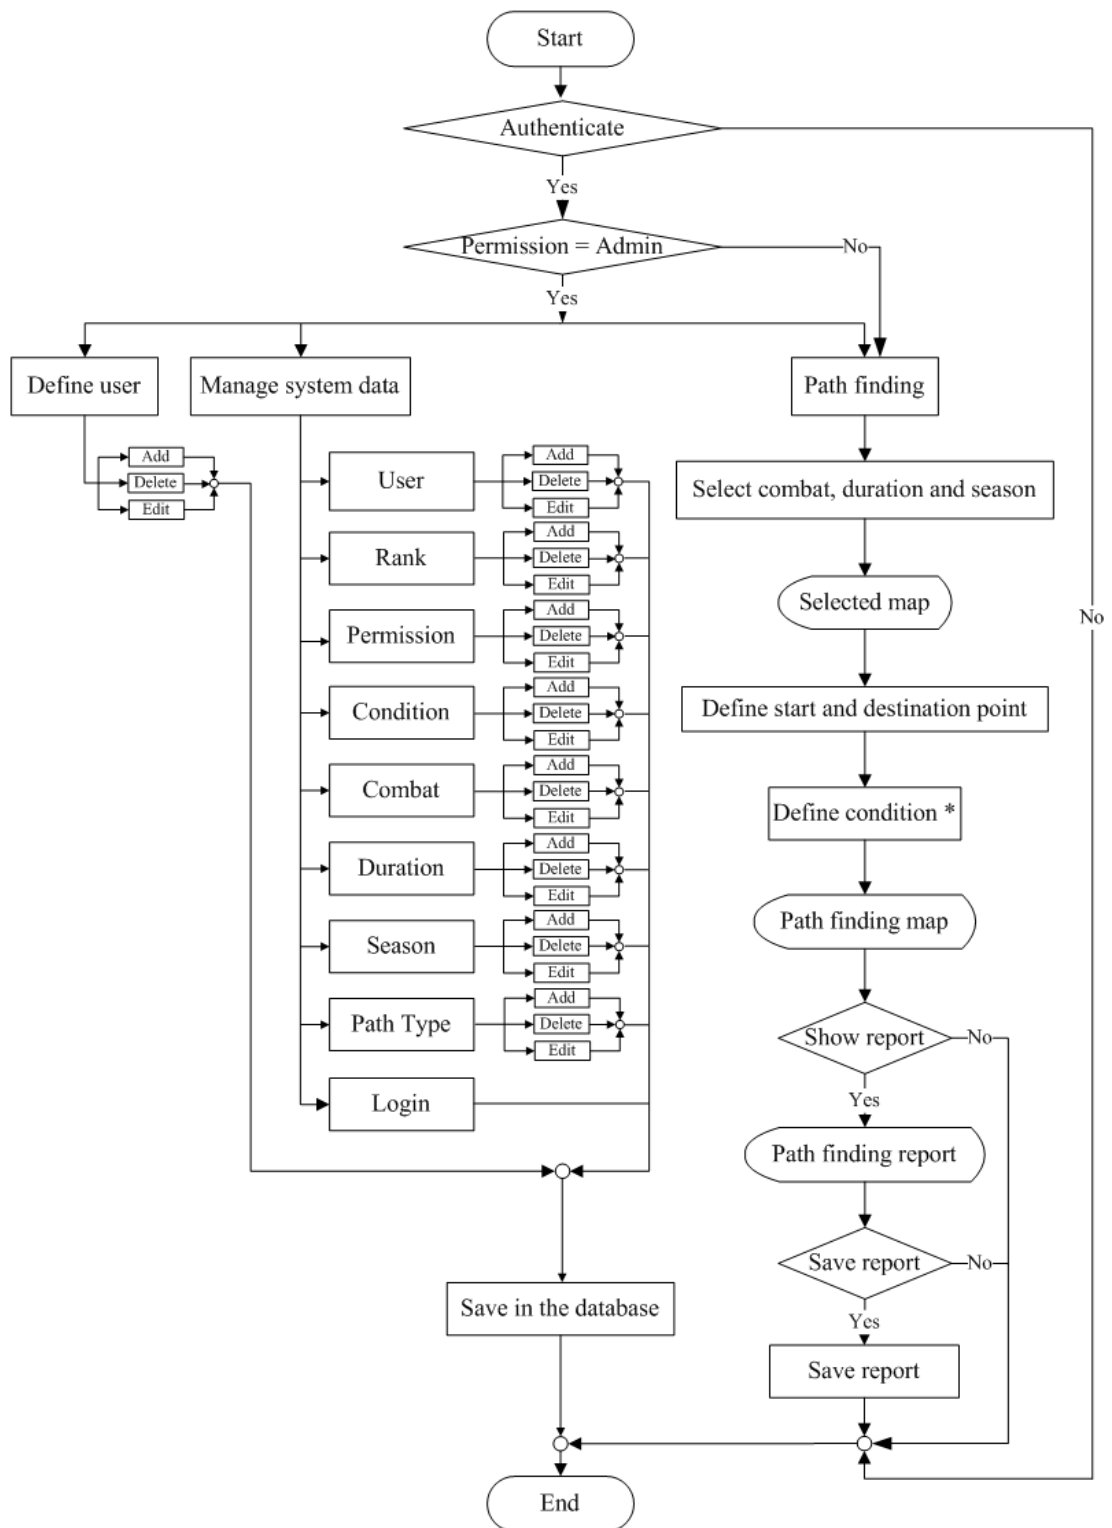 Start
Authenticate
Yes
Permission = Admin
No
Yes
Define user
Manage system data
Path finding
Add
Delete
Edit
User
Add
Delete
Edit
Rank
Add
Delete
Edit
Permission
Add
Delete
Edit
Condition
Add
Delete
Edit
Combat
Add
Delete
Edit
Duration
Add
Delete
Edit
Season
Add
Delete
Edit
Path Type
Add
Delete
Edit
Login
Save in the database
Select combat, duration and season
Selected map
No
Define start and destination point
Define condition *
Path finding map
Show report
No
Yes
Path finding report
Save report
No
Yes
Save report
End